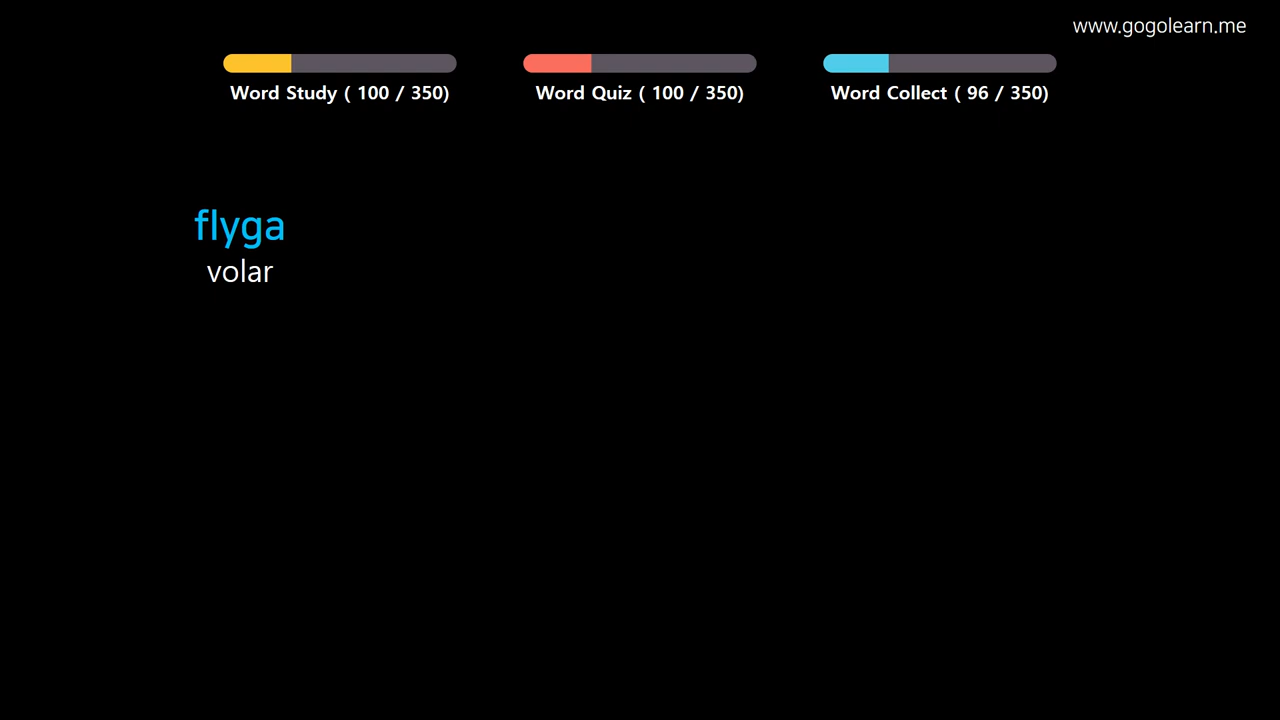 www.gogolearn.me
Word Study ( 100 / 350)
Word Quiz ( 100 / 350)
Word Collect ( 96 / 350)
flyga
volar